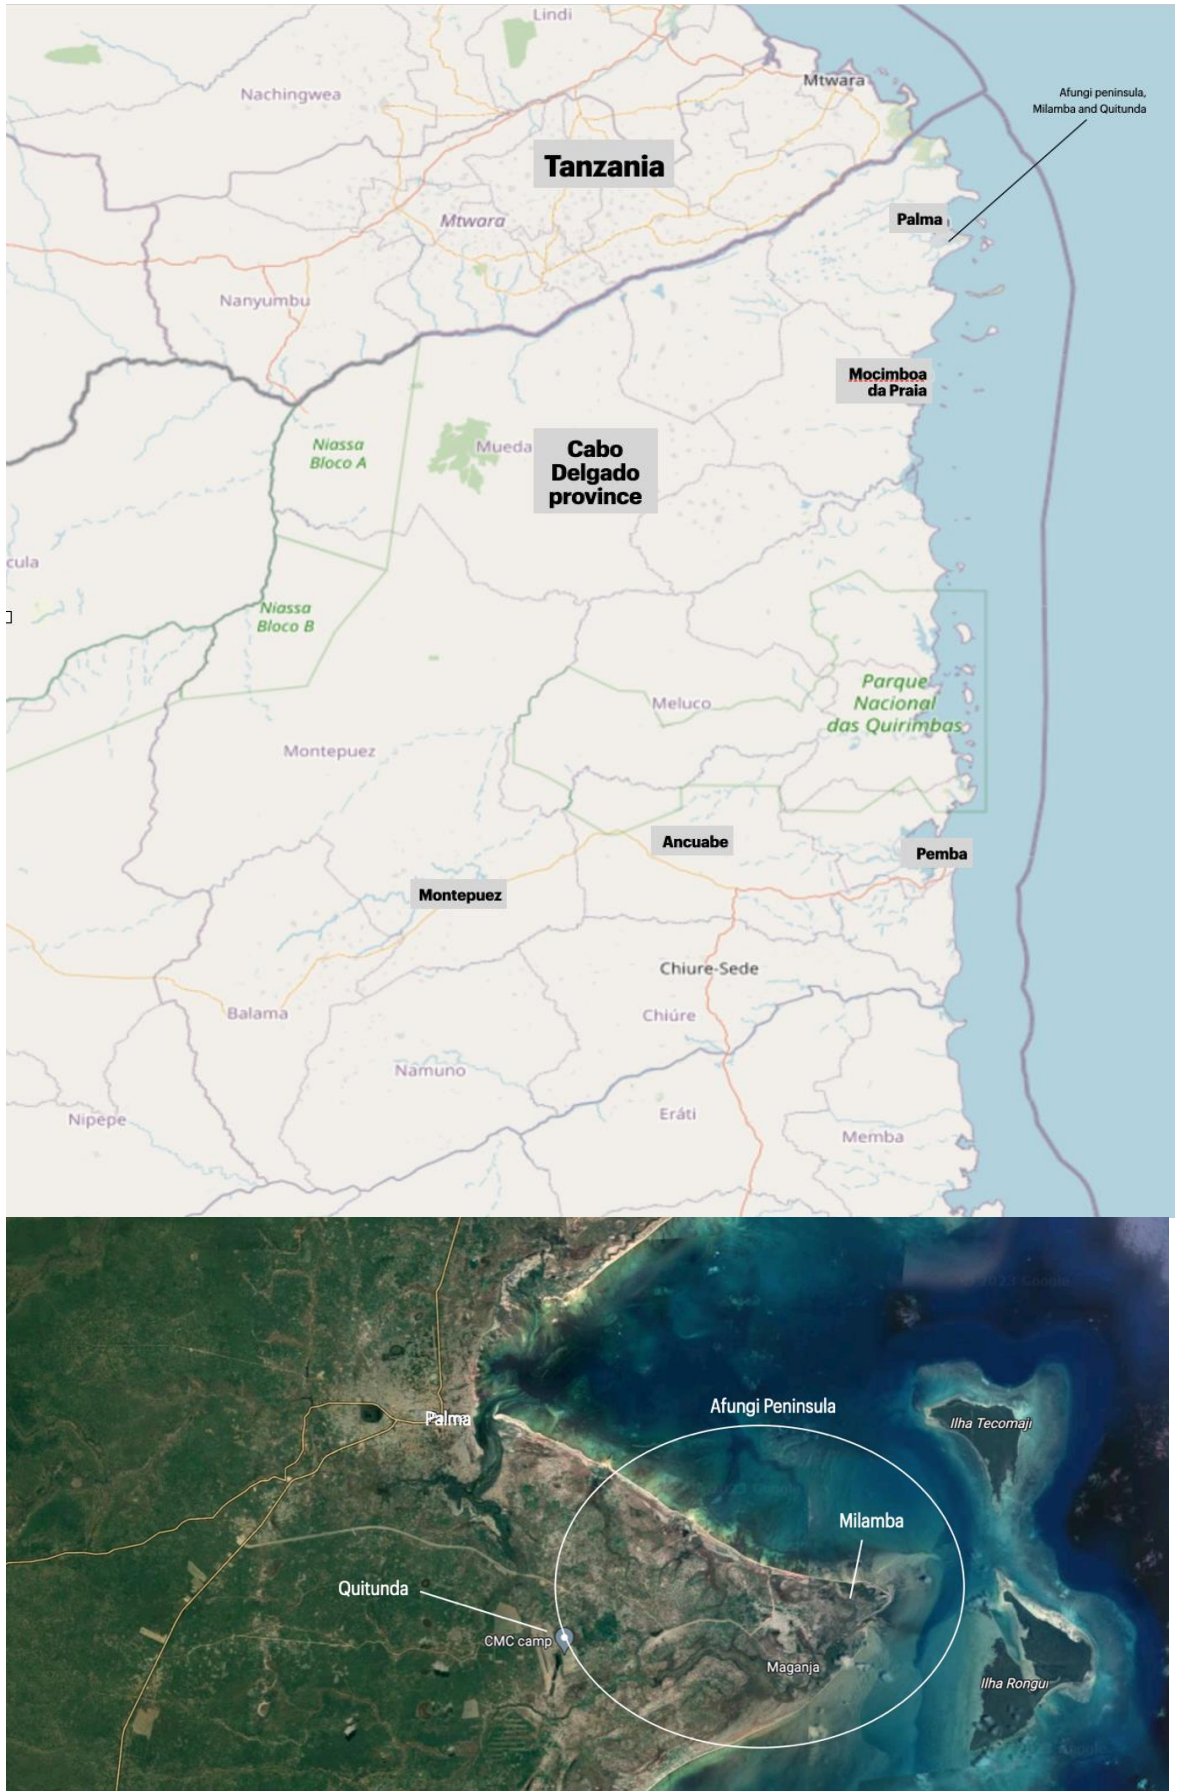 Lindi
Nachingwea
Mtwara
Afungi peninsula,
Milamba and Quitunda
Tanzania
Mtwara
Palma
Nanyumbu
Mocimboa
da Praia
Niassa
Bloco A
Mueda
Cabo
Delgado
province
cula
Niassa
Bloco B
Parque
Nacional
das Quirimbas
Meluco
Montepuez
Ancuabe
Pemba
Montepuez
Chiure-Sede
Balama
Chiúre
Namuno
Nipepe
Eráti
Memba
2023 Google
Afungi Peninsula
Palma
Ilha Tecomaji
Milamba
Quitunda
CMC camp
Maganja
Ilha Rongui